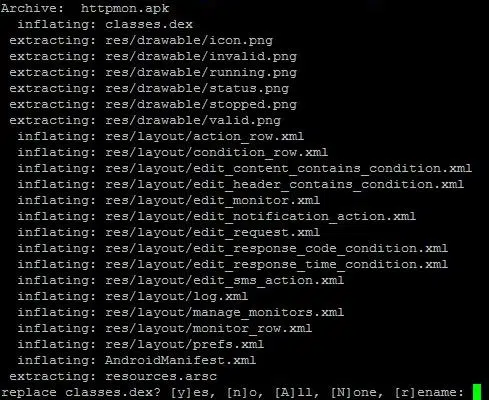 Archive:  httpmon.apk
  inflating: classes.dex
 extracting: res/drawable/icon.png
 extracting: res/drawable/invalid.png
 extracting: res/drawable/running.png
 extracting: res/drawable/status.png
 extracting: res/drawable/stopped.png
 extracting: res/drawable/valid.png
  inflating: res/layout/action_row.xml
  inflating: res/layout/condition_row.xml
  inflating: res/layout/edit_content_contains_condition.xml
  inflating: res/layout/edit_header_contains_condition.xml
  inflating: res/layout/edit_monitor.xml
  inflating: res/layout/edit_notification_action.xml
  inflating: res/layout/edit_request.xml
  inflating: res/layout/edit_response_code_condition.xml
  inflating: res/layout/edit_response_time_condition.xml
  inflating: res/layout/edit_sms_action.xml
  inflating: res/layout/log.xml
  inflating: res/layout/manage_monitors.xml
  inflating: res/layout/monitor_row.xml
  inflating: res/layout/prefs.xml
  inflating: AndroidManifest.xml
 extracting: resources.arsc
replace classes.dex? [y]es, [n]o, [A]ll, [N]one, [r]ename: